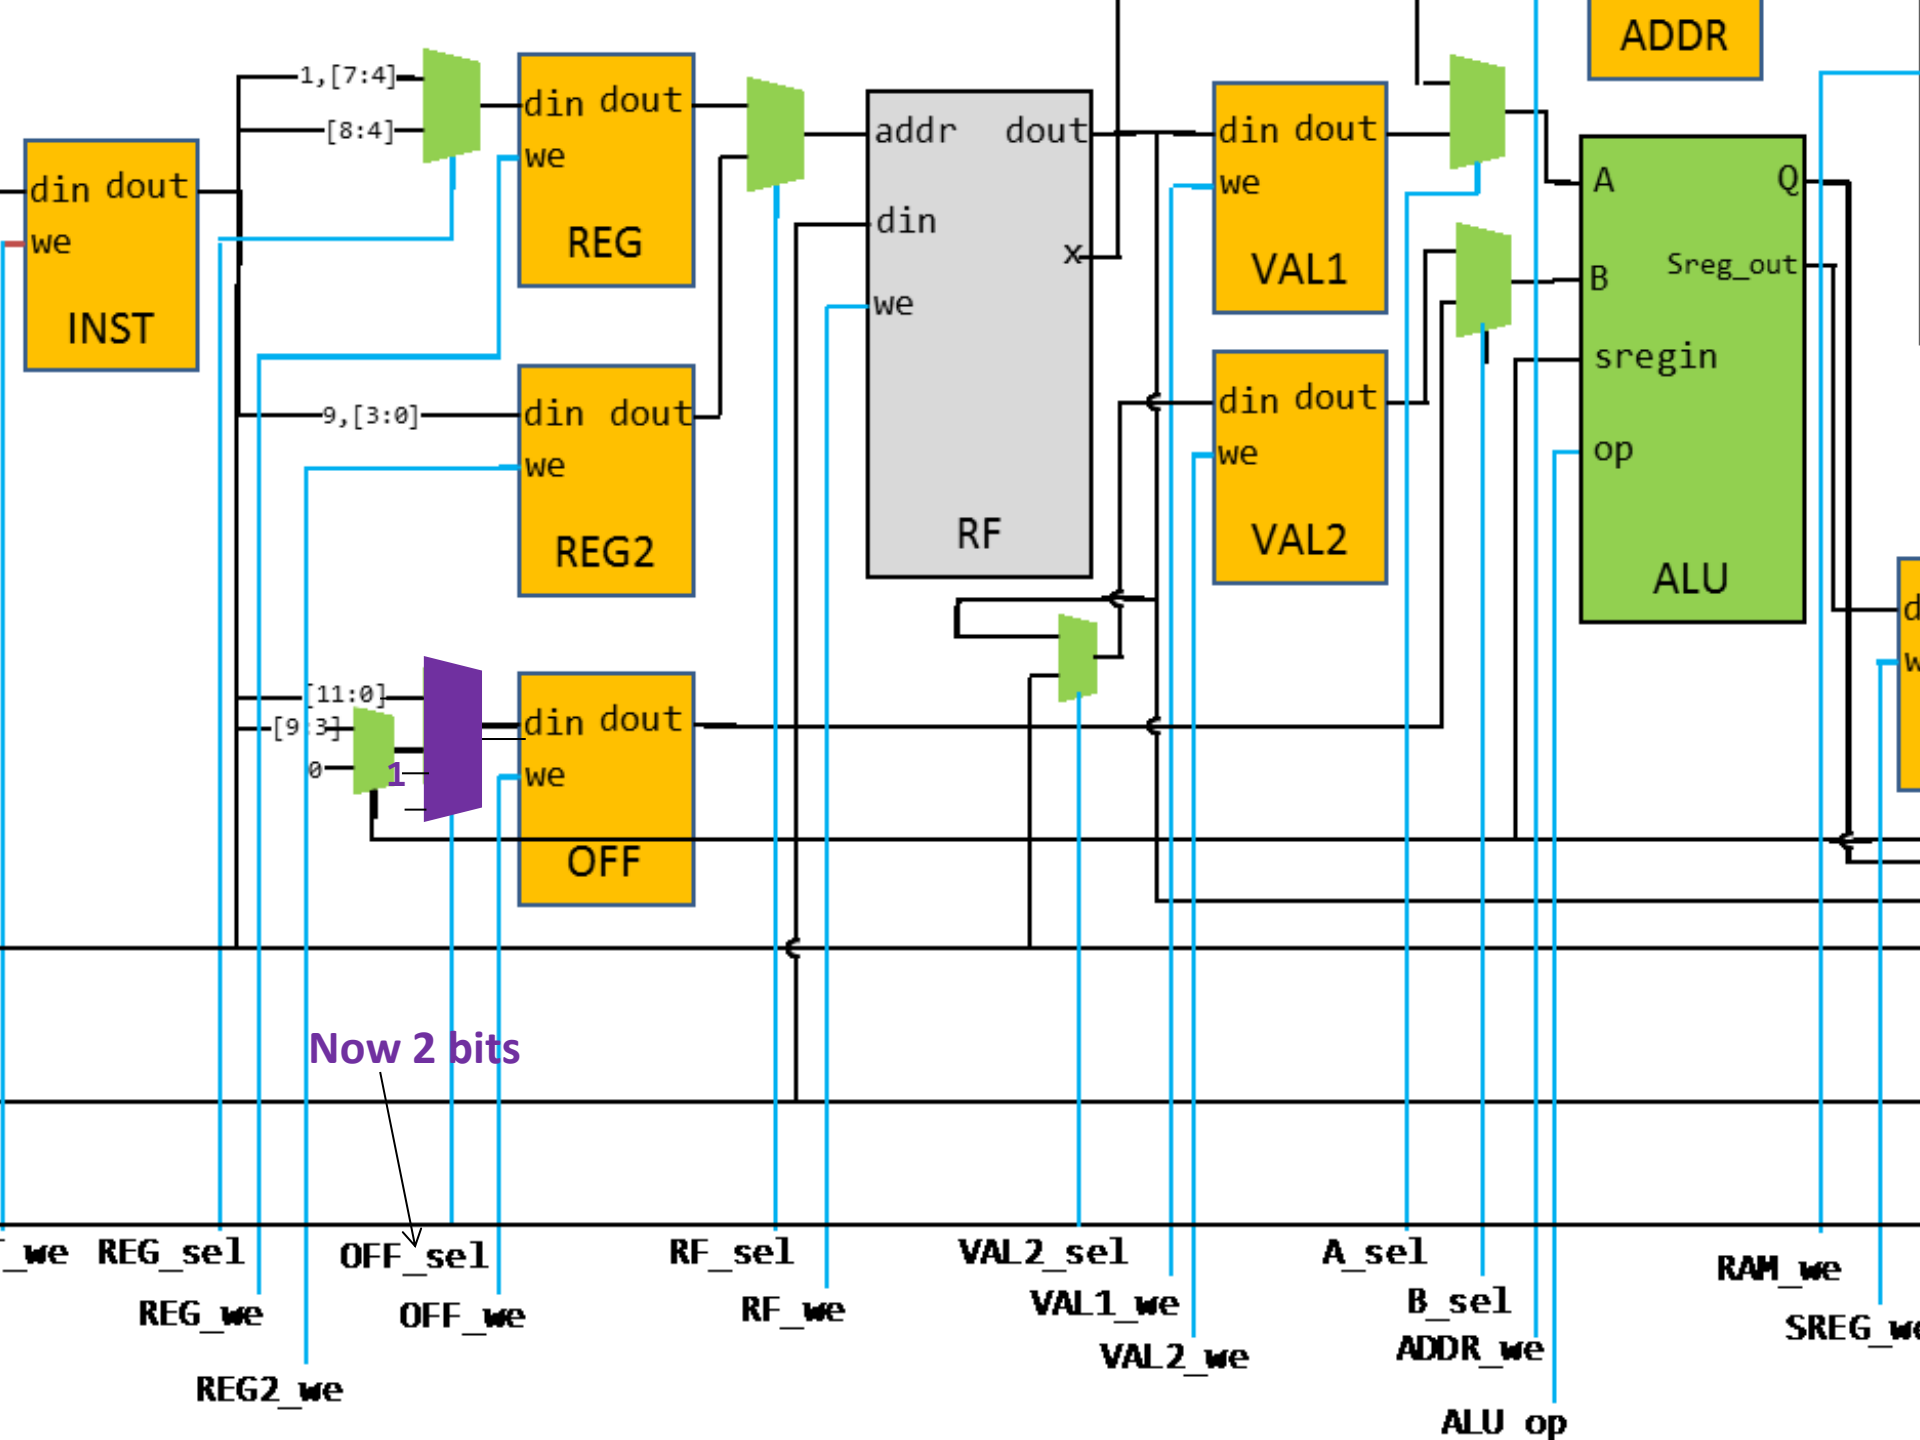 ADDR
1,[7:4]
[8:4]
din dout
we
REG
addr dout
din
x
we
RF
din dout
we
VAL1
A Q
B Sreg_out
sregin
op
ALU
din dout
we
INST
9,[3:0]
din dout
we
REG2
din dout
we
VAL2
[11:0]
[9:3]
0
1
din dout
we
OFF
d
w
Now 2 bits
_we REG_sel OFF_sel RF_sel VAL2_sel A_sel RAM_we
REG_we OFF_we RF_we VAL1_we B_sel SREG_we
REG2_we VAL2_we ADDR_we
ALU op